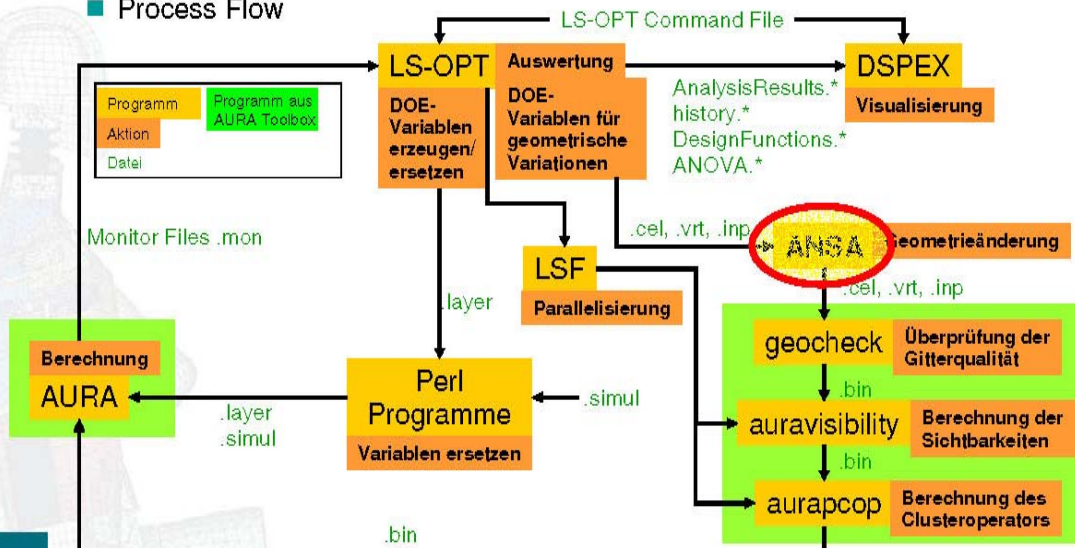 Process Flow
LS-OPT Command File
LS-OPT
Auswertung
DSPEX
Visualisierung
DOE-
Variablen
erzeugen/
ersetzen
DOE-
Variablen für
geometrische
Variationen
AnalysisResults.*
history.*
DesignFunctions.*
ANOVA.*
Programm
Programm aus
AURA Toolbox
Aktion
Datei
Monitor Files .mon
.cel, .vrt, .inp
ANSA
Geometrieänderung
LSF
Parallelisierung
.layer
.cel, .vrt, .inp
geocheck
Überprüfung der
Gitterqualität
.bin
Berechnung
AURA
.layer
.simul
Perl
Programme
Variablen ersetzen
.simul
auravisibility
Berechnung der
Sichtbarkeiten
.bin
aurapcop
Berechnung des
Clusteroperators
.bin